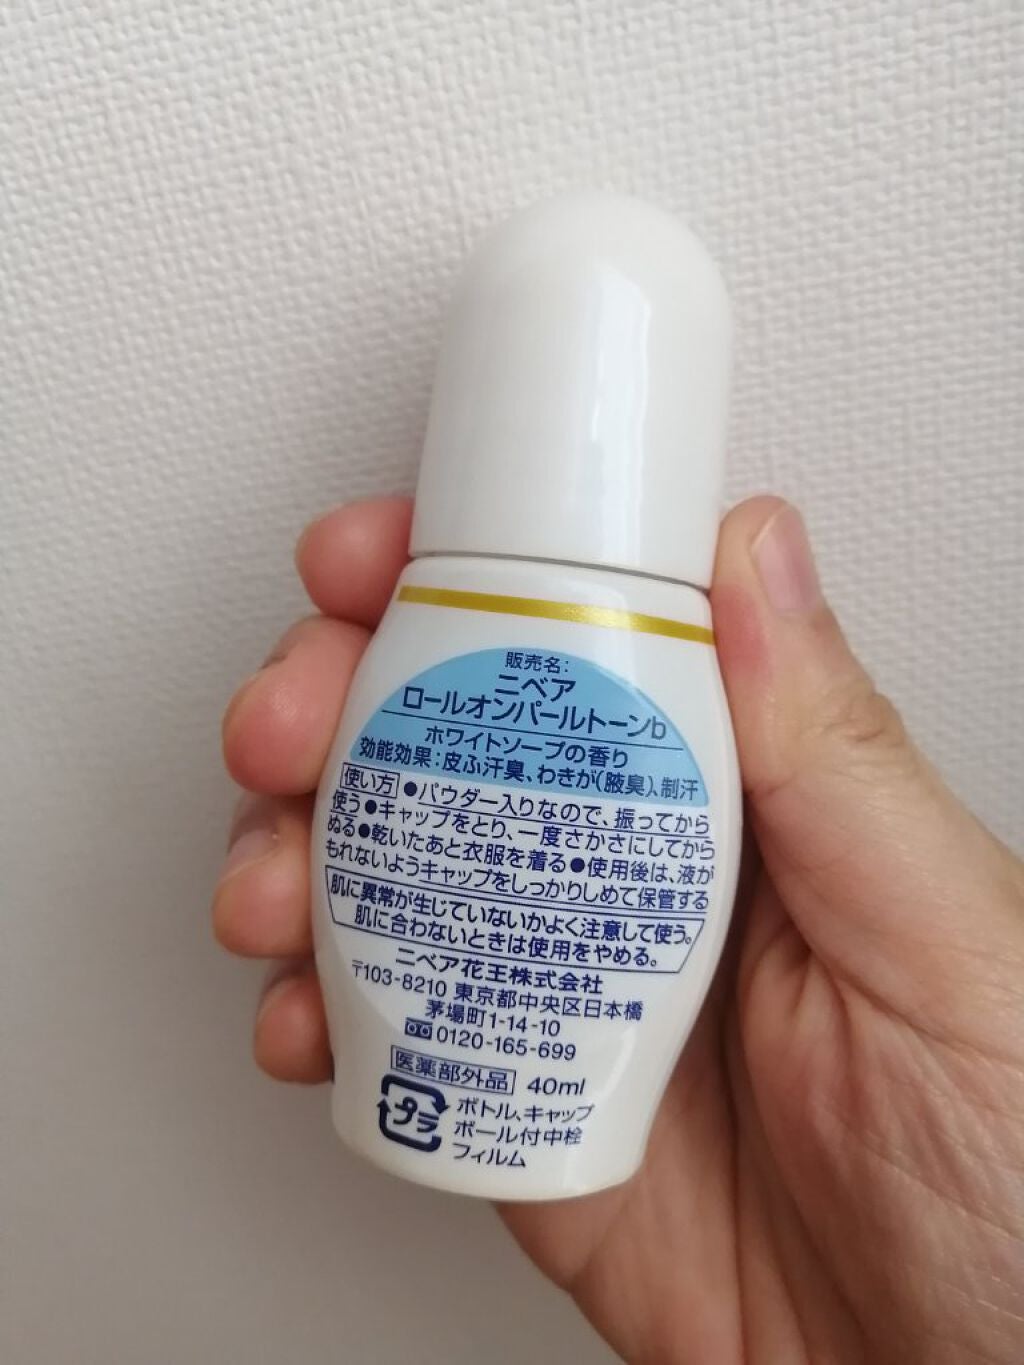 販売名:
ニベア
ロールオンパールトーンb
ホワイトソープの香り
効能効果:皮ふ汗臭、わきが(腋臭)、制汗
使い方 ●パウダー入りなので、振ってから
使う●キャップをとり、一度さかさにしてから
ぬる●乾いたあと衣服を着る●使用後は、液が
もれないようキャップをしっかりしめて保管する
肌に異常が生じていないかよく注意して使う。
肌に合わないときは使用をやめる。
ニベア花王株式会社
〒103-8210 東京都中央区日本橋
茅場町1-14-10
0120-165-699
医薬部外品 40ml
プラ ボトル、キャップ
ボール付中栓
フィルム